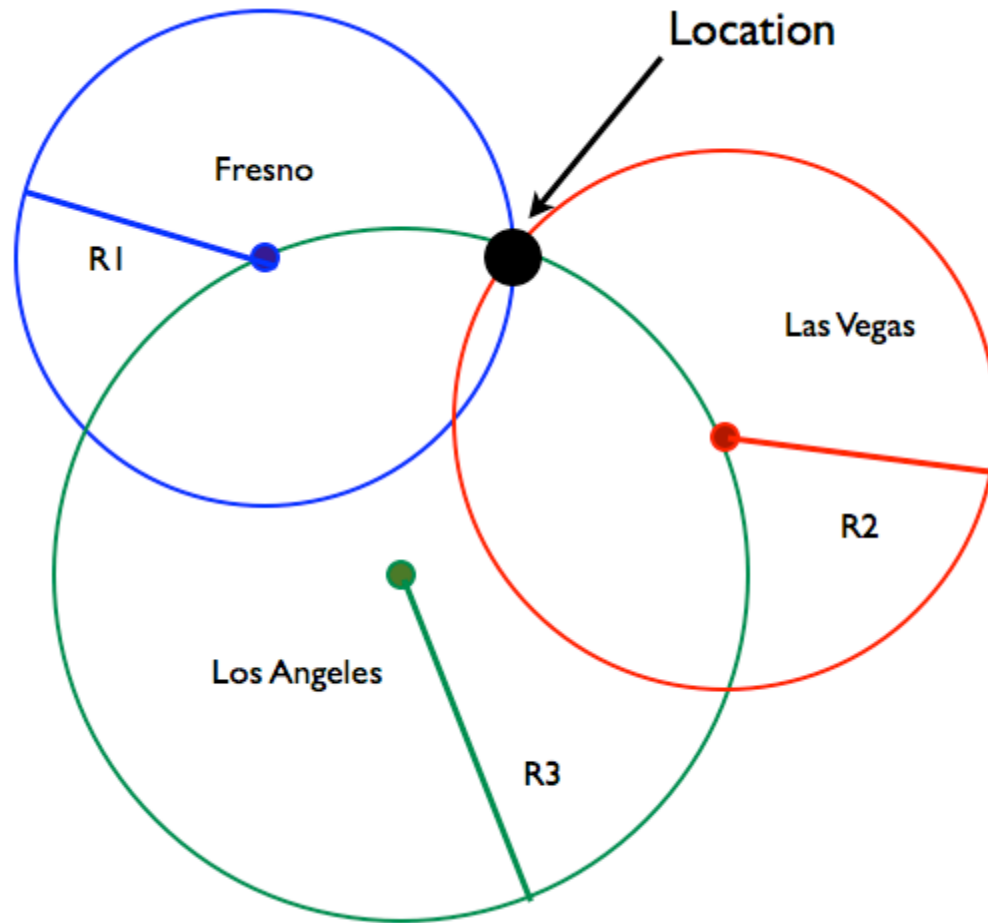 Location
Fresno
R1
Las Vegas
R2
Los Angeles
R3